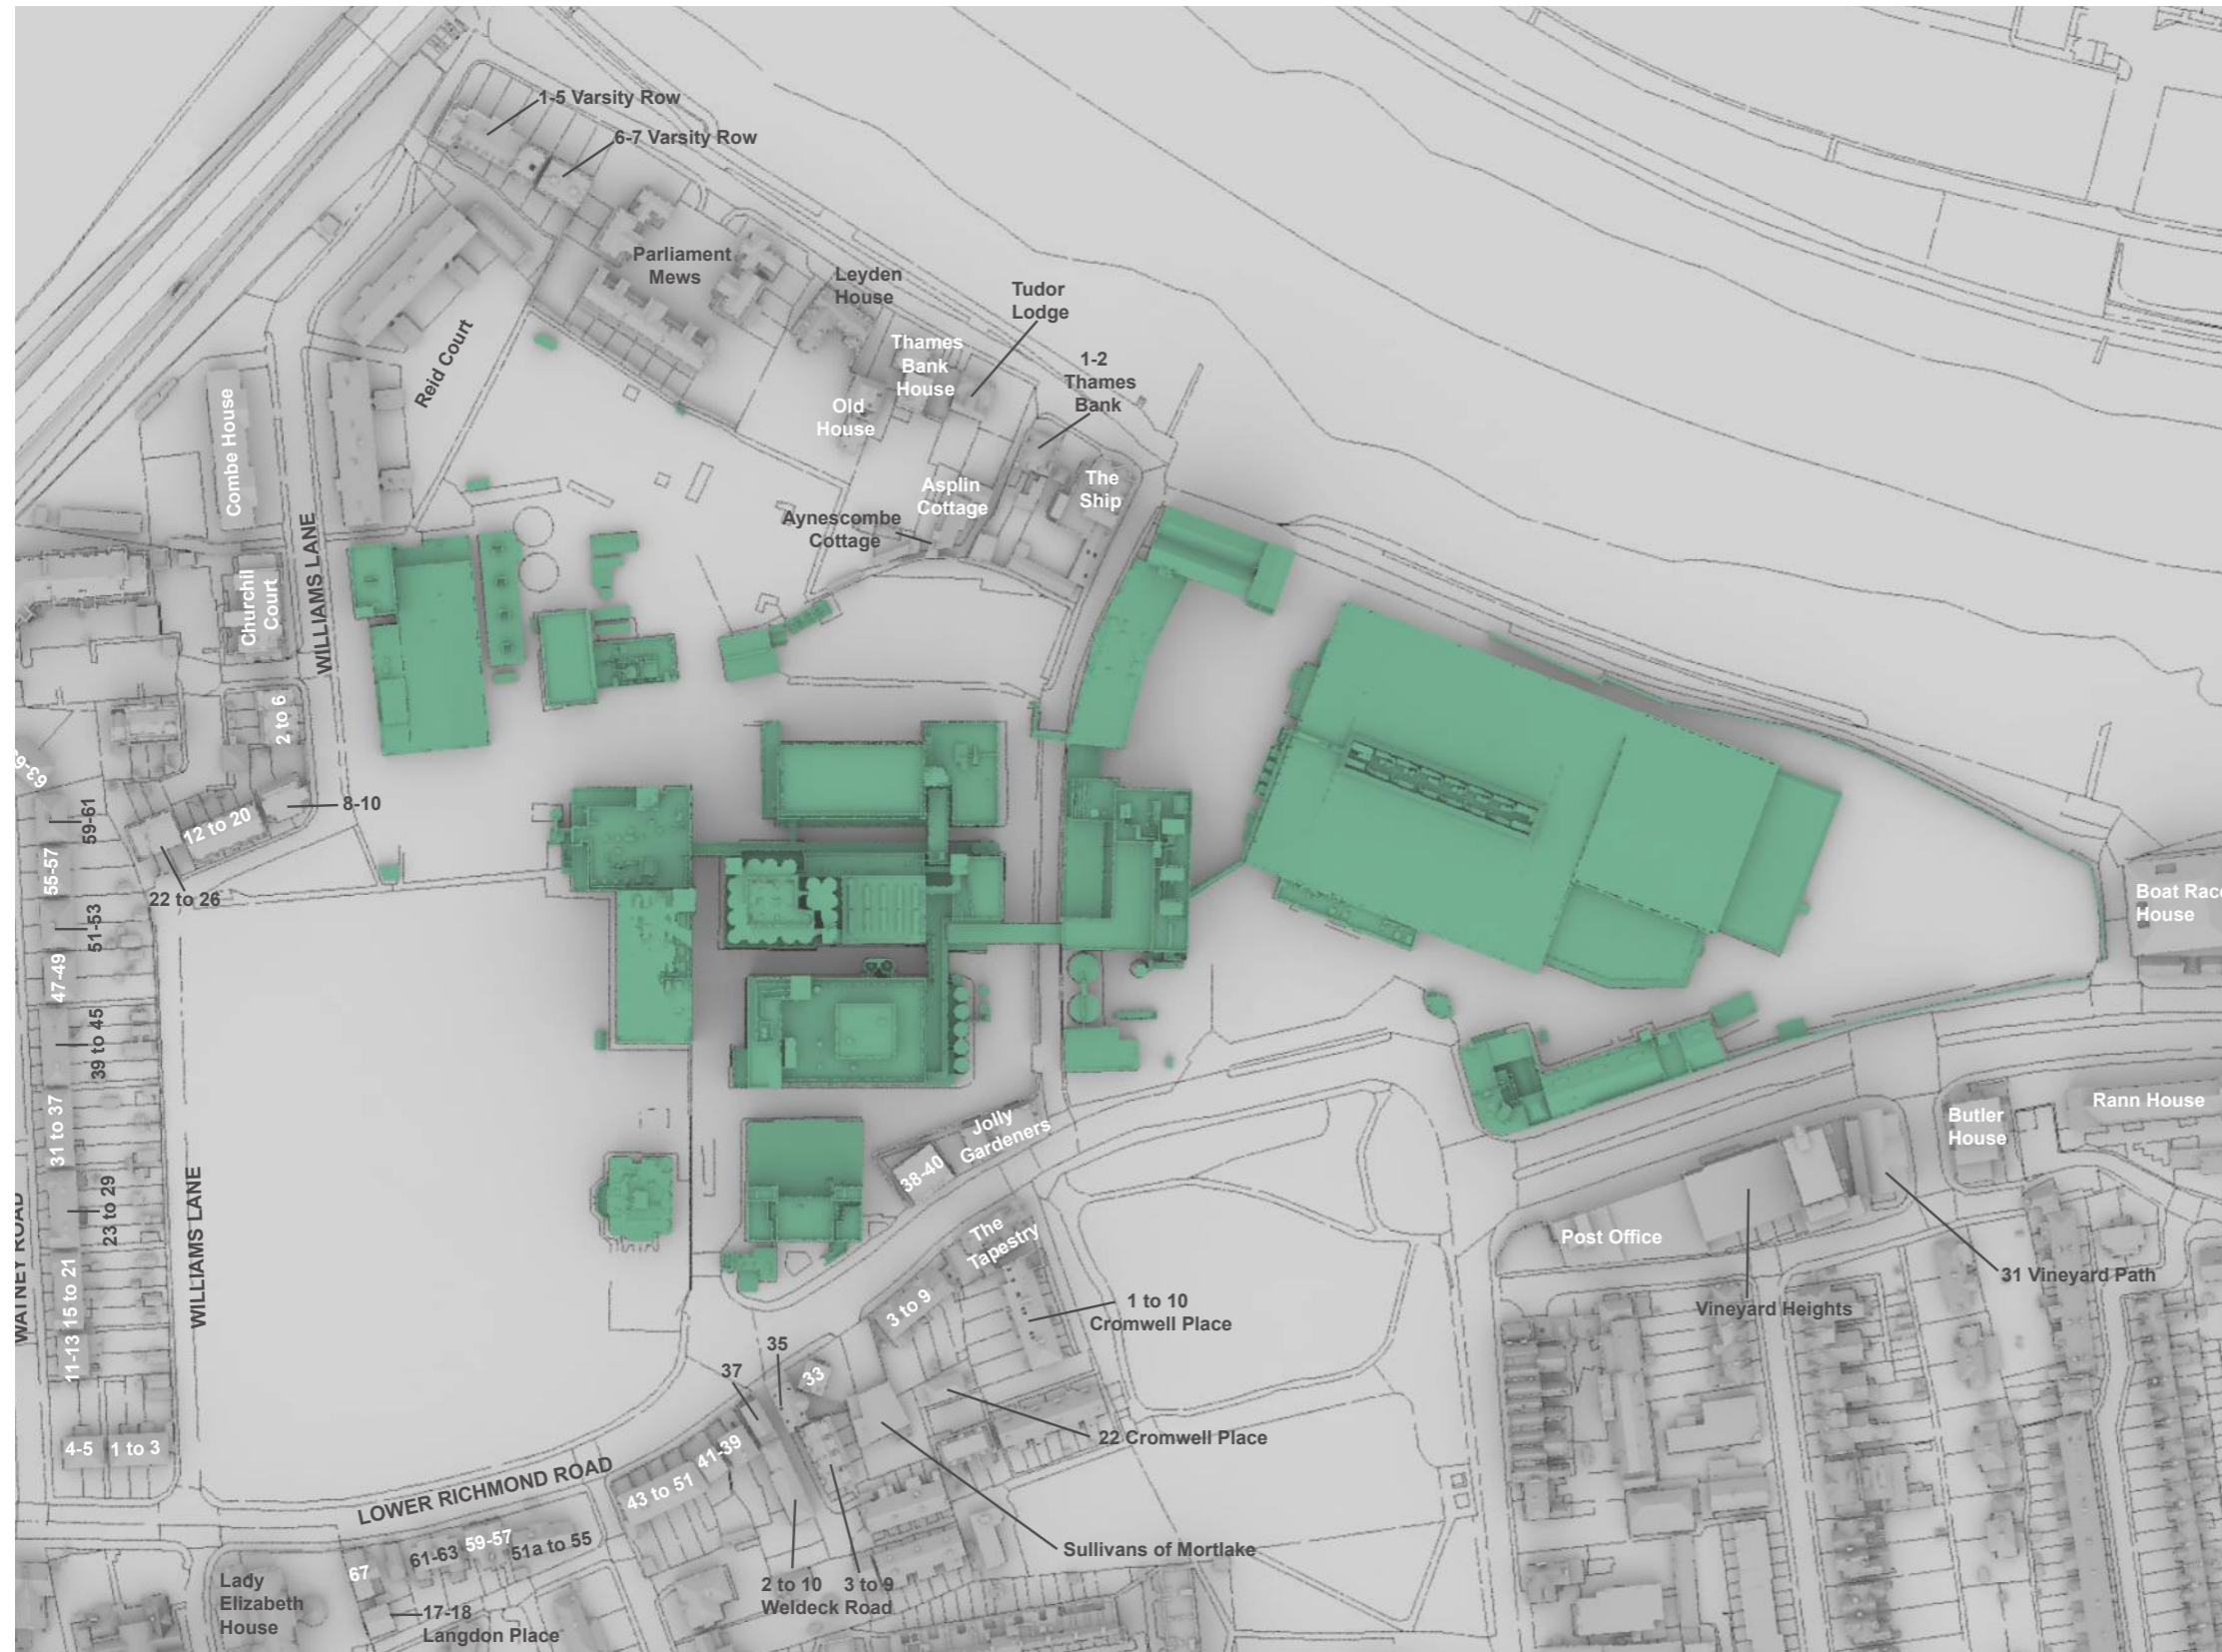 1-5 Varsity Row
6-7 Varsity Row
Parliament
Mews
Leyden
House
Tudor
Lodge
Thames
Bank
House
1-2
Thames
Bank
Old
House
Reid Court
Combe House
Asplin
Cottage
The
Ship
Aynescombe
Cottage
WILLIAMS LANE
Churchil
Court
2 to 6
59-61
8-10
12 to 20
55-57
22 to 26
51-53
47-49
39 to 45
31 to 37
23 to 29
WATNEY ROAD
WILLIAMS LANE
15 to 21
11-13
4-5
1 to 3
Boat Race
House
Jolly
Gardeners
38-40
Rann House
Butler
House
The
Tapestry
Post Office
31 Vineyard Path
Vineyard Heights
3 to 9
1 to 10
Cromwell Place
35
33
37
22 Cromwell Place
41-39
43 to 51
LOWER RICHMOND ROAD
Sullivans of Mortlake
51a to 55
59-57
61-63
67
2 to 10
3 to 9
Weldeck Road
Lady
Elizabeth
House
17-18
Langdon Place